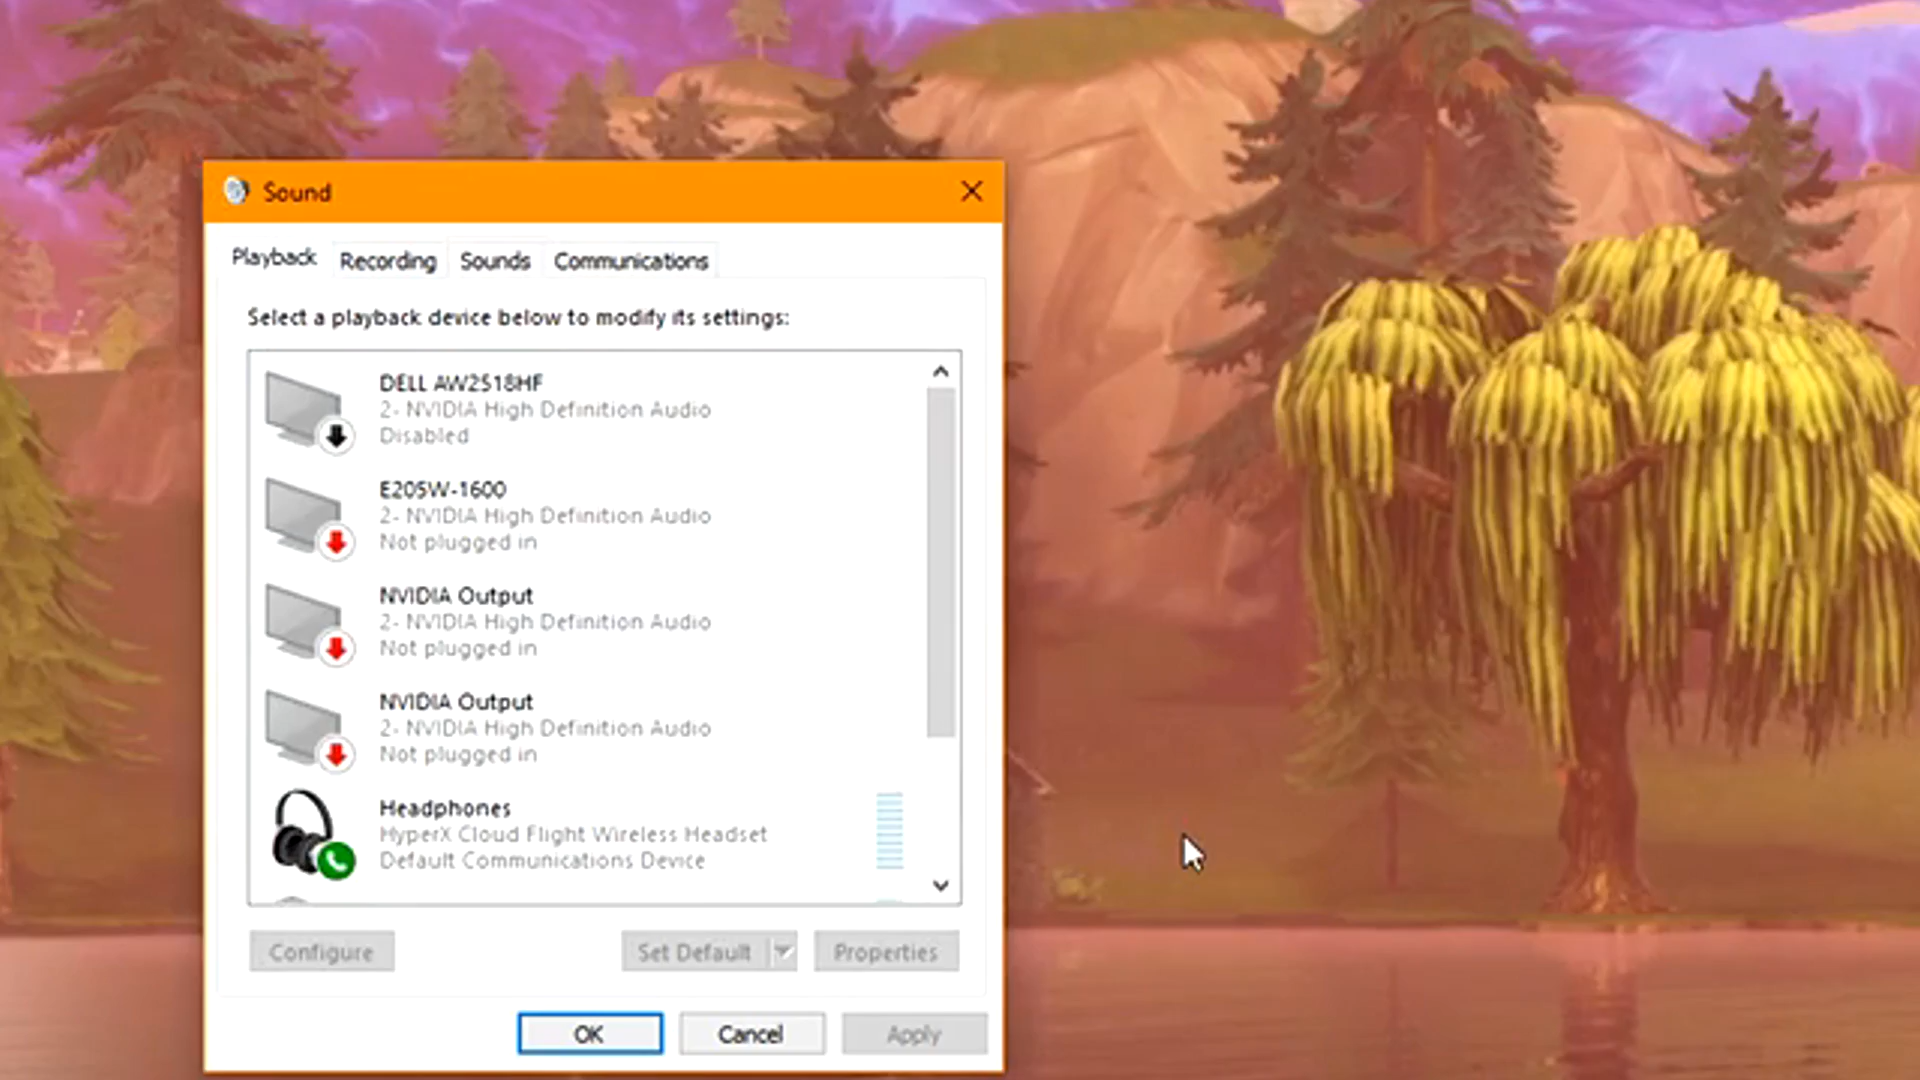 Sound
Playback
Recording
Sounds
Communications
Select a playback device below to modify its settings:
DELL AW2518HF
2- NVIDIA High Definition Audio
Disabled
E205W-1600
2- NVIDIA High Definition Audio
Not plugged in
NVIDIA Output
2- NVIDIA High Definition Audio
Not plugged in
NVIDIA Output
2- NVIDIA High Definition Audio
Not plugged in
Headphones
HyperX Cloud Flight Wireless Headset
Default Communications Device
Configure
Set Default
Properties
OK
Cancel
Apply